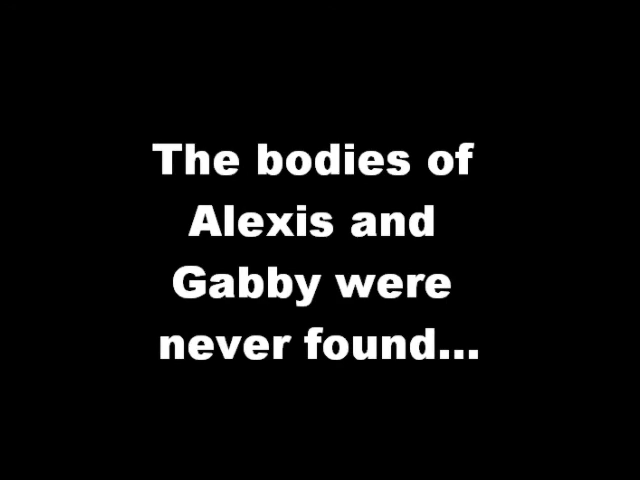 The bodies of
Alexis and
Gabby were
never found...